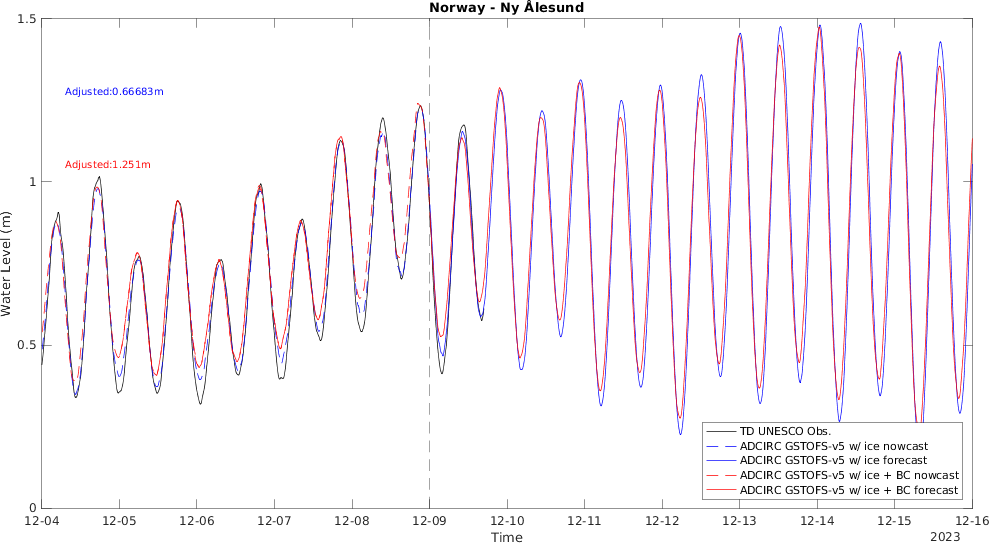 Norway - Ny Ålesund
1.5
Adjusted:0.66683m
Adjusted:1.251m
1
Water Level (m)
0.5
TD UNESCO Obs.
ADCIRC GSTOFS-v5 w/ ice nowcast
ADCIRC GSTOFS-v5 w/ ice forecast
ADCIRC GSTOFS-v5 w/ ice + BC nowcast
ADCIRC GSTOFS-v5 w/ ice + BC forecast
0
12-04 12-05 12-06 12-07 12-08 12-09 12-10 12-11 12-12 12-13 12-14 12-15 12-16
Time
2023